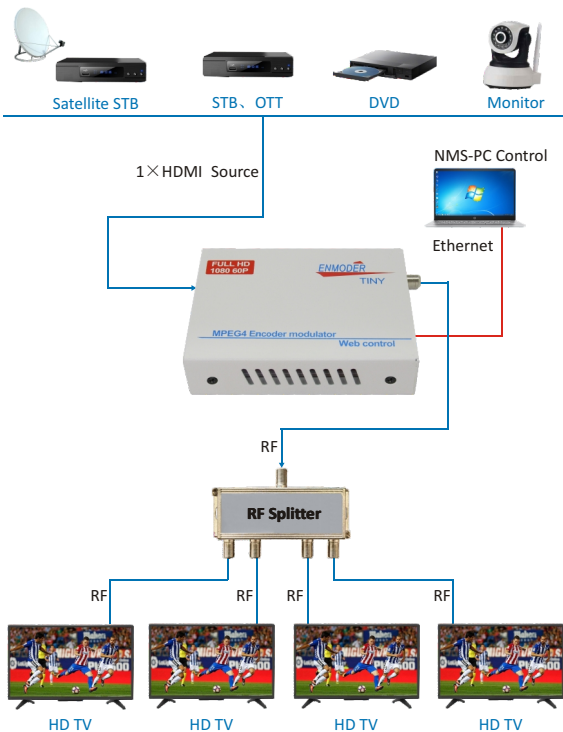 Satellite STB
STB、OTT
DVD
Monitor
1×HDMI Source
NMS-PC Control
Ethernet
FULL HD
1080 60P
ENMODER
TINY
MPEG4 Encoder modulator
Web control
RF
RF Splitter
RF
RF
RF
RF
HD TV
HD TV
HD TV
HD TV